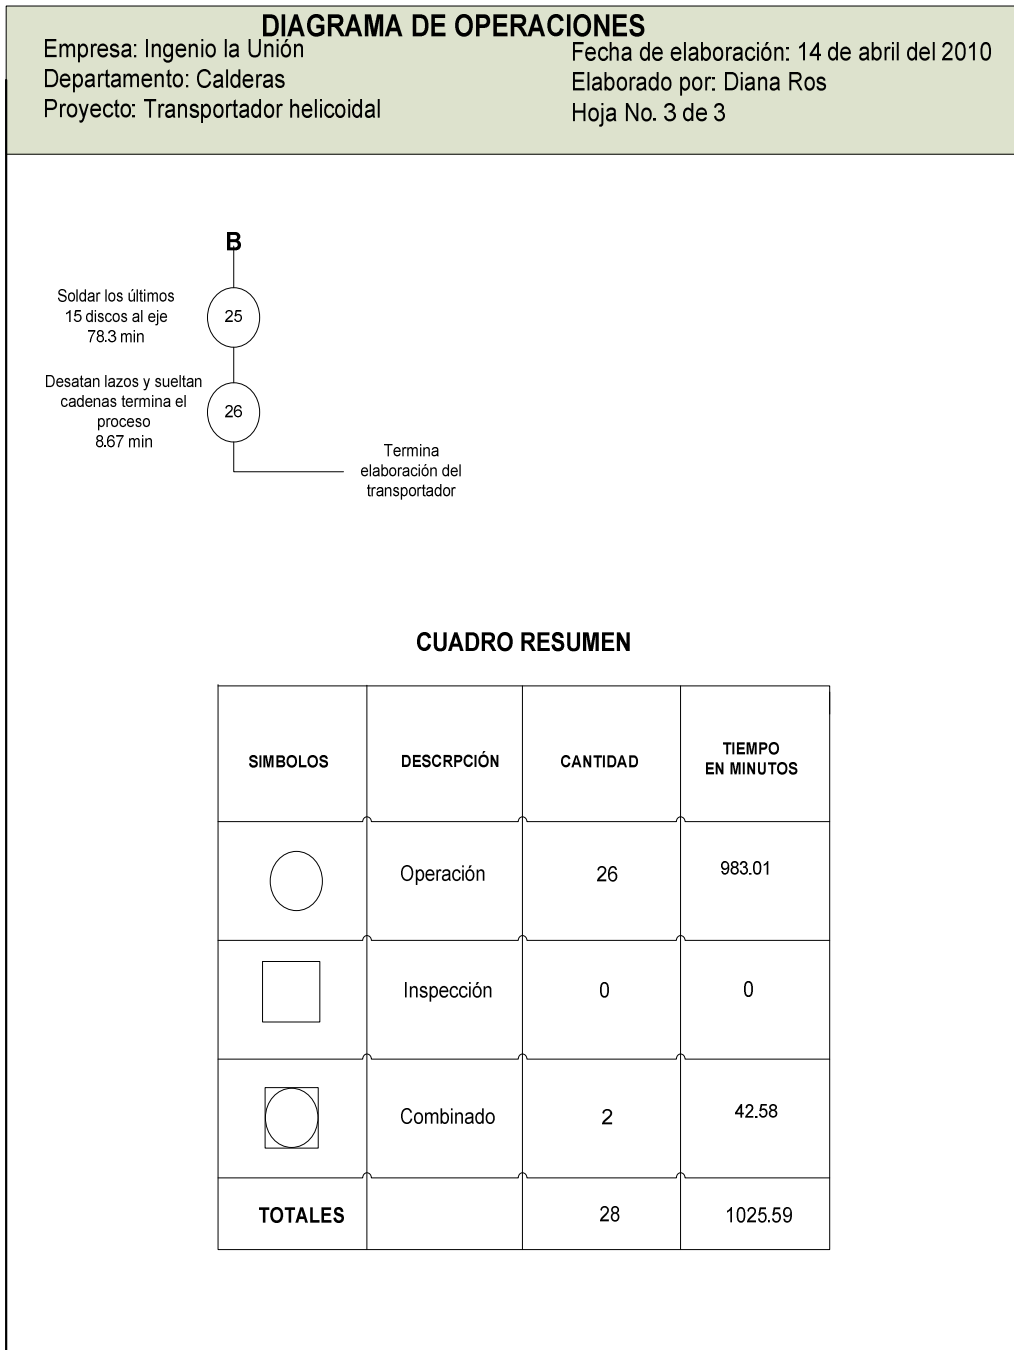 DIAGRAMA DE OPERACIONES
Empresa: Ingenio la Unión
Departamento: Calderas
Proyecto: Transportador helicoidal
Fecha de elaboración: 14 de abril del 2010
Elaborado por: Diana Ros
Hoja No. 3 de 3
B
Soldar los últimos
15 discos al eje
78.3 min
25
Desatan lazos y sueltan
cadenas termina el
proceso
8.67 min
26
Termina
elaboración del
transportador
CUADRO RESUMEN
SIMBOLOS DESCRPCIÓN CANTIDAD TIEMPO
EN MINUTOS
Operación 26 983.01
Inspección 0 0
Combinado 2 42.58
TOTALES 28 1025.59